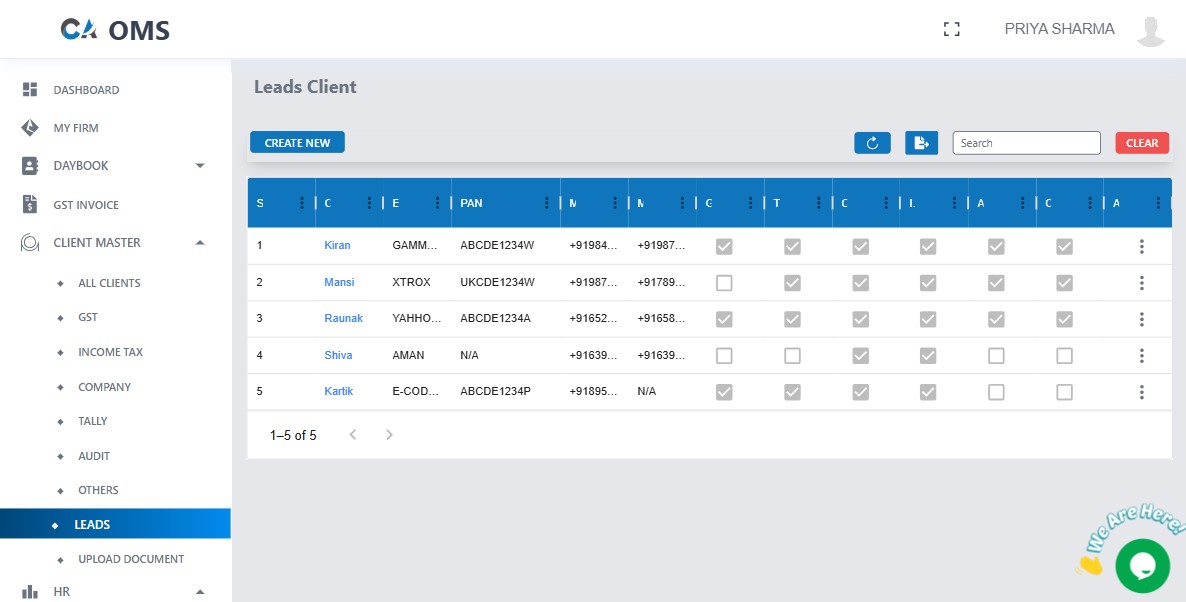 CA OMS
PRIYA SHARMA
DASHBOARD
MY FIRM
DAYBOOK
GST INVOICE
CLIENT MASTER
ALL CLIENTS
GST
INCOME TAX
COMPANY
TALLY
AUDIT
OTHERS
LEADS
UPLOAD DOCUMENT
HR
Leads Client
CREATE NEW
Search
CLEAR
S C E PAN M M G T C I. A C A
1 Kiran GAMM... ABCDE1234W +91984... +91987...
2 Mansi XTROX UKCDE1234W +91987... +91789...
3 Raunak YAHHO... ABCDE1234A +91652... +91658...
4 Shiva AMAN N/A +91639... +91639...
5 Kartik E-COD... ABCDE1234P +91895... N/A
1–5 of 5
We Are Here!